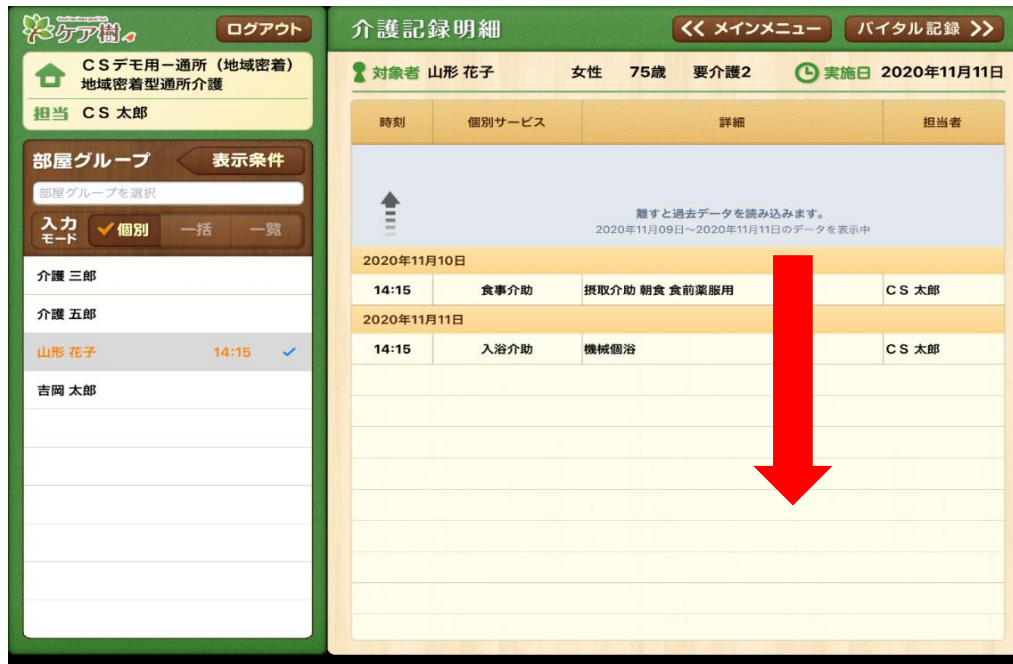 ケア樹
ログアウト
CSデモ用ー通所（地域密着）
地域密着型通所介護
担当 CS 太郎
部屋グループ
表示条件
部屋グループを選択
入力
モード
個別
一括
一覧
介護 三郎
介護 五郎
山形 花子 14:15
吉岡 太郎
介護記録明細
<< メインメニュー
バイタル記録 >>
対象者 山形 花子 女性 75歳 要介護2
実施日 2020年11月11日
時刻 個別サービス 詳細 担当者
離すと過去データを読み込みます。
2020年11月09日～2020年11月11日のデータを表示中
2020年11月10日
14:15 食事介助 摂取介助 朝食 食前薬服用 CS 太郎
2020年11月11日
14:15 入浴介助 機械個浴 CS 太郎